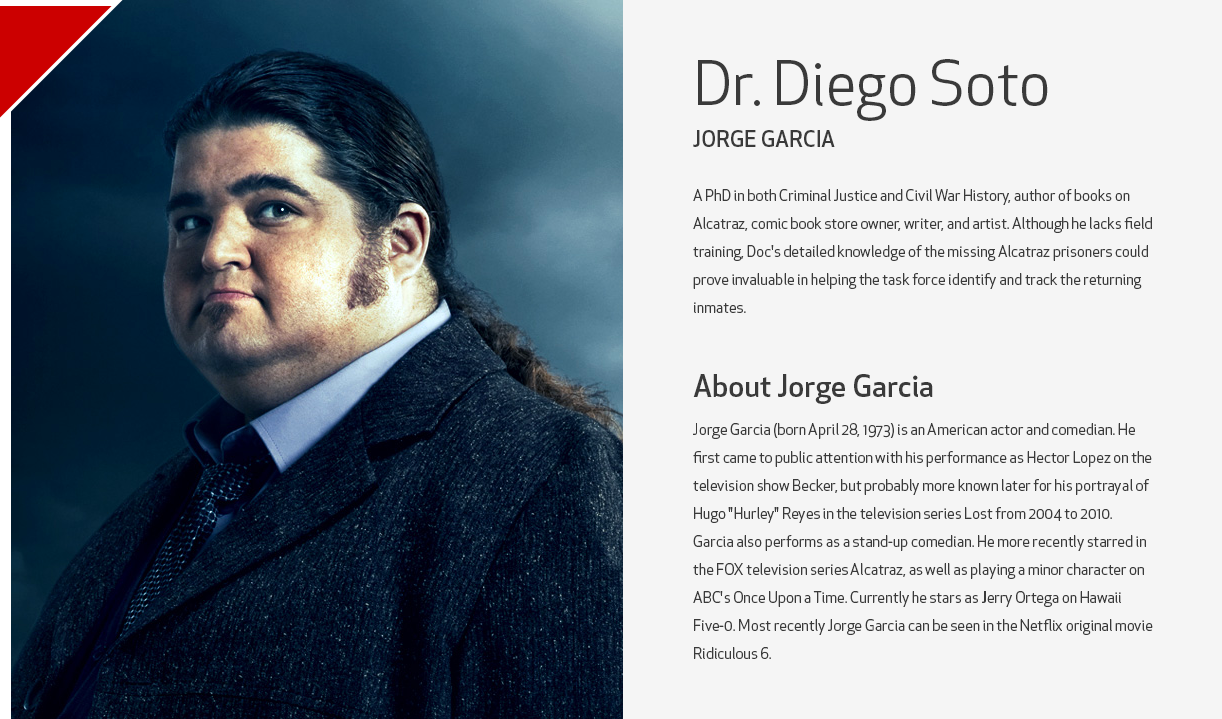 Dr. Diego Soto
JORGE GARCIA
A PhD in both Criminal Justice and Civil War History, author of books on
Alcatraz, comic book store owner, writer, and artist. Although he lacks field
training, Doc's detailed knowledge of the missing Alcatraz prisoners could
prove invaluable in helping the task force identify and track the returning
inmates.
About Jorge Garcia
Jorge Garcia (born April 28, 1973) is an American actor and comedian. He
first came to public attention with his performance as Hector Lopez on the
television show Becker, but probably more known later for his portrayal of
Hugo "Hurley" Reyes in the television series Lost from 2004 to 2010.
Garcia also performs as a stand-up comedian. He more recently starred in
the FOX television series Alcatraz, as well as playing a minor character on
ABC's Once Upon a Time. Currently he stars as Jerry Ortega on Hawaii
Five-0. Most recently Jorge Garcia can be seen in the Netflix original movie
Ridiculous 6.